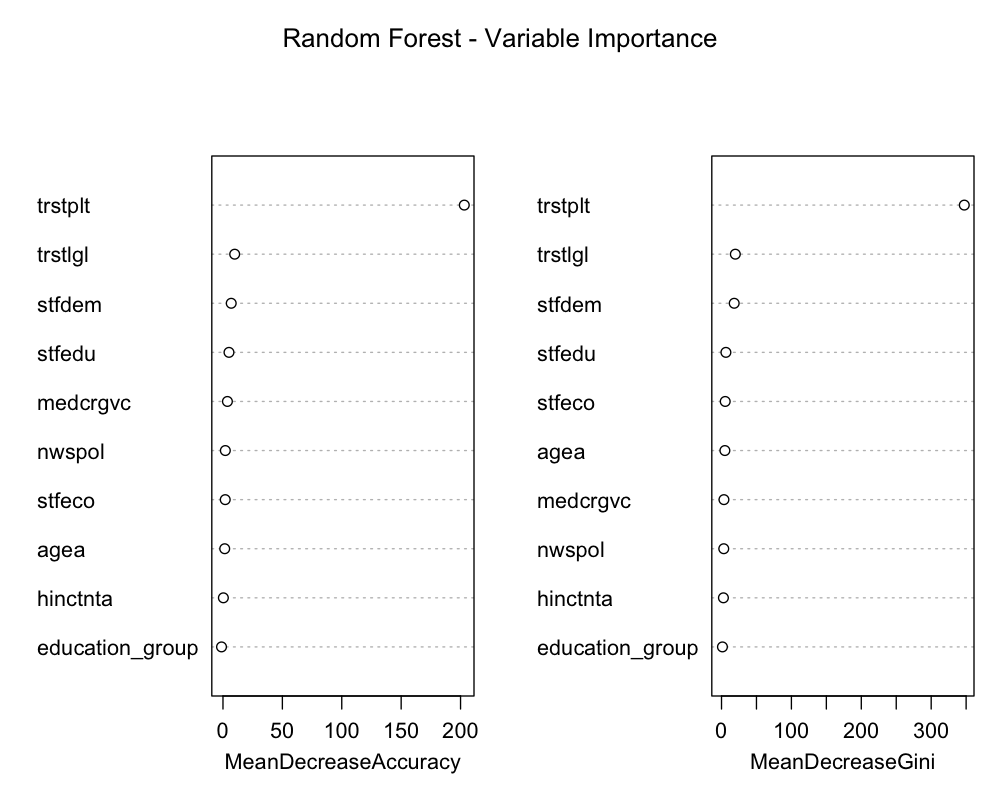 Random Forest - Variable Importance
trstplt
trstlgl
stfdem
stfedu
medcrgvc
nwspol
stfeco
agea
hinctnta
education_group
0 50 100 150 200
MeanDecreaseAccuracy
trstplt
trstlgl
stfdem
stfedu
stfeco
agea
medcrgvc
nwspol
hinctnta
education_group
0 100 200 300
MeanDecreaseGini